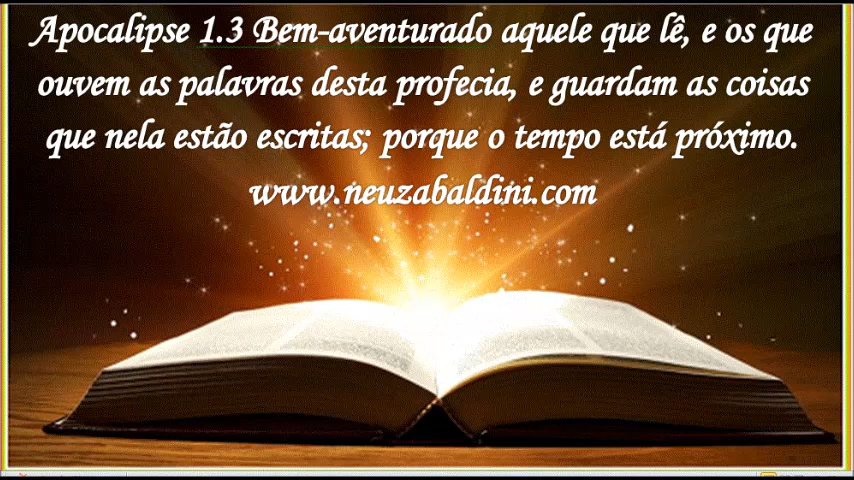 Apocalipse 1.3 Bem-aventurado aquele que lê, e os que
ouvem as palavras desta profecia, e guardam as coisas
que nela estão escritas; porque o tempo está próximo.
www.neuzabaldini.com